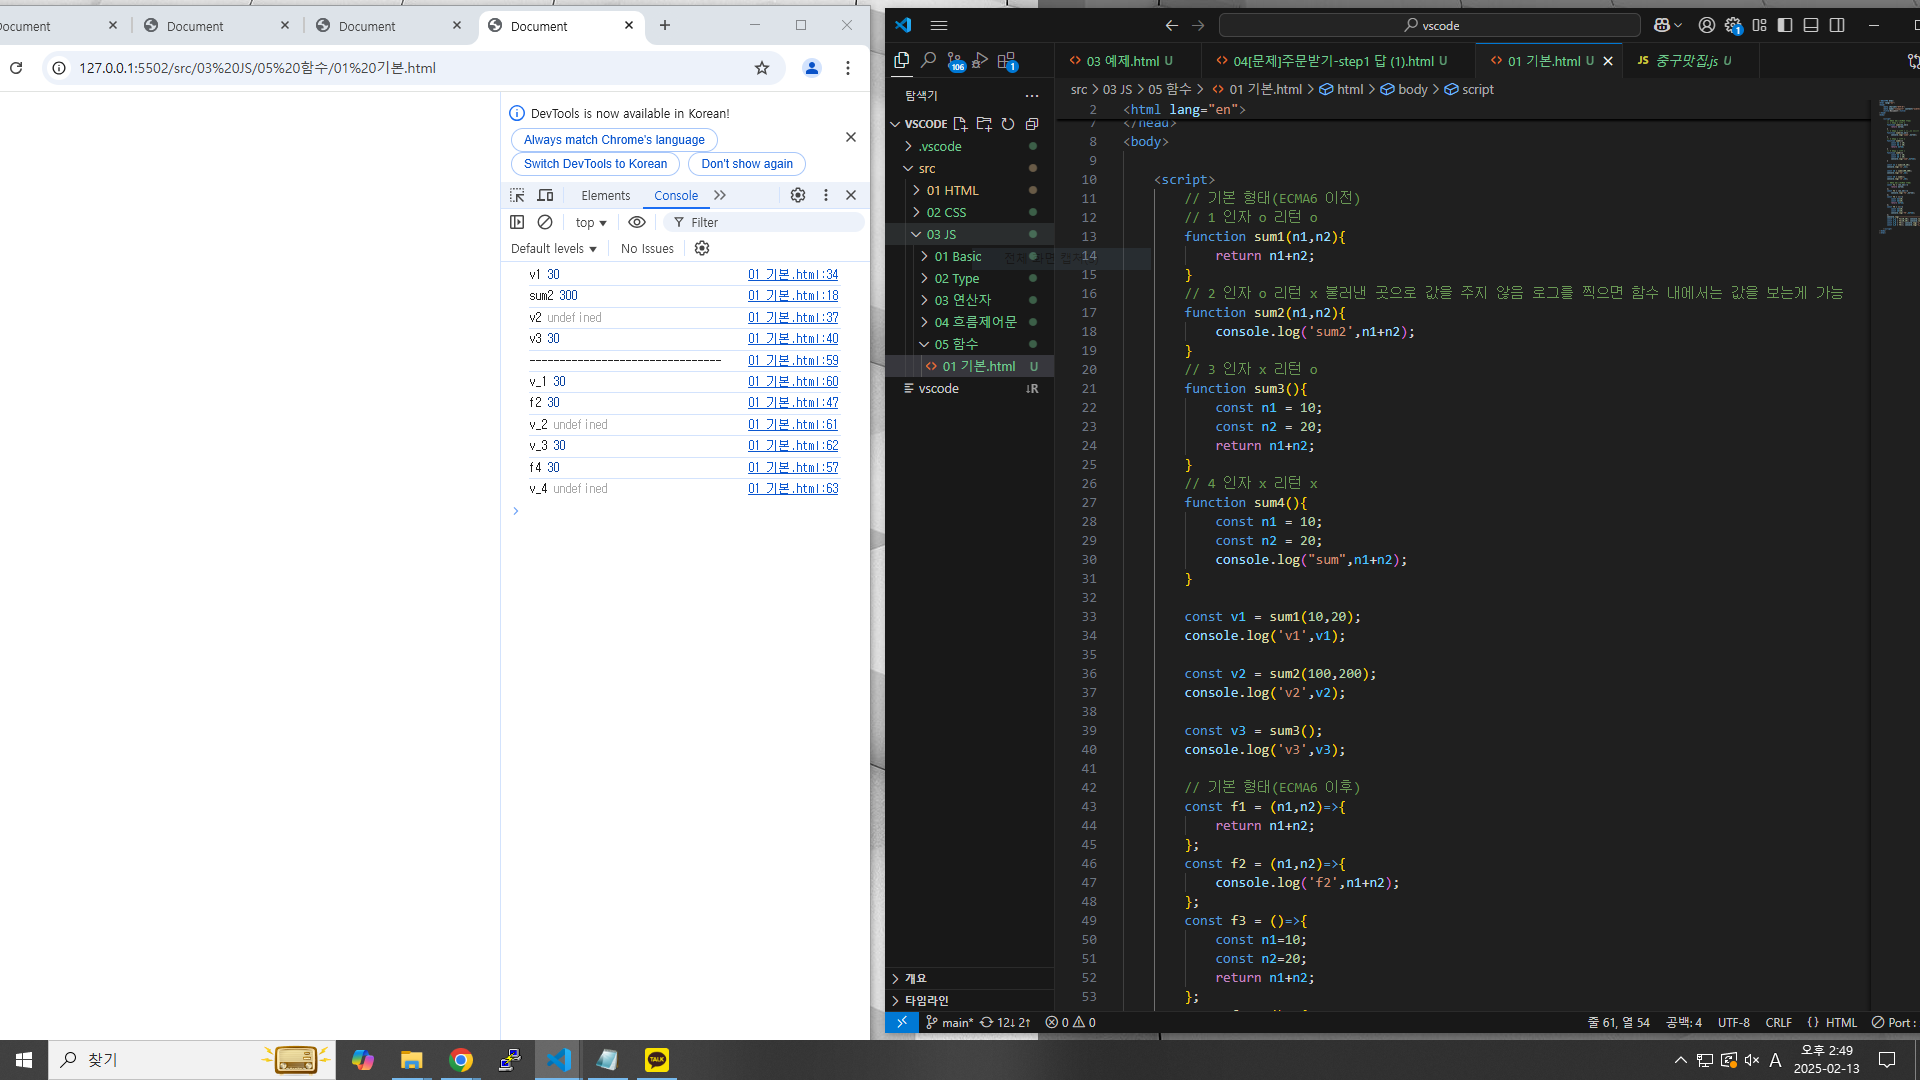 Document
Document
Document
Document
127.0.0.1:5502/src/03%20JS/05%20함수/01%20기본.html
DevTools is now available in Korean!
Always match Chrome's language
Switch DevTools to Korean
Don't show again
Elements
Console
top
Filter
Default levels
No Issues
v1 30 01 기본.html:34
sum2 300 01 기본.html:18
v2 undefined 01 기본.html:37
v3 30 01 기본.html:40
-------------------------------- 01 기본.html:59
v_1 30 01 기본.html:60
f2 30 01 기본.html:47
v_2 undefined 01 기본.html:61
v_3 30 01 기본.html:62
f4 30 01 기본.html:57
v_4 undefined 01 기본.html:63
vscode
1
106
1
탐색기
VSCODE
.vscode
src
01 HTML
02 CSS
03 JS
01 Basic
02 Type
03 연산자
04 흐름제어문
05 함수
01 기본.html U
vscode ↓R
개요
타임라인
03 예제.html U
04[문제]주문받기-step1 답 (1).html U
01 기본.html U
JS 중구맛집.js U
src > 03 JS > 05 함수 > 01 기본.html > html > body > script
2 <html lang="en">
7 </head>
8 <body>
9
10 <script>
11 // 기본 형태(ECMA6 이전)
12 // 1 인자 o 리턴 o
13 function sum1(n1,n2){
14 return n1+n2;
15 }
16 // 2 인자 o 리턴 x 불러낸 곳으로 값을 주지 않음 로그를 찍으면 함수 내에서는 값을 보는게 가능
17 function sum2(n1,n2){
18 console.log('sum2',n1+n2);
19 }
20 // 3 인자 x 리턴 o
21 function sum3(){
22 const n1 = 10;
23 const n2 = 20;
24 return n1+n2;
25 }
26 // 4 인자 x 리턴 x
27 function sum4(){
28 const n1 = 10;
29 const n2 = 20;
30 console.log("sum",n1+n2);
31 }
32
33 const v1 = sum1(10,20);
34 console.log('v1',v1);
35
36 const v2 = sum2(100,200);
37 console.log('v2',v2);
38
39 const v3 = sum3();
40 console.log('v3',v3);
41
42 // 기본 형태(ECMA6 이후)
43 const f1 = (n1,n2)=>{
44 return n1+n2;
45 };
46 const f2 = (n1,n2)=>{
47 console.log('f2',n1+n2);
48 };
49 const f3 = ()=>{
50 const n1=10;
51 const n2=20;
52 return n1+n2;
53 };
main* 12↓ 2↑ 0 0
줄 61, 열 54
공백: 4
UTF-8
CRLF
{ } HTML
Port :
찾기
TALK
A
오후 2:49
2025-02-13